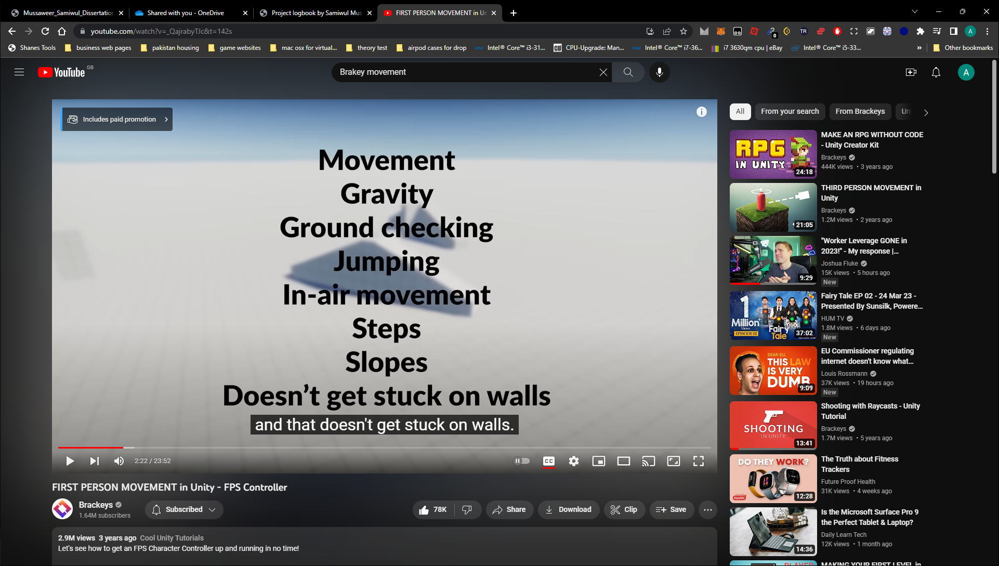 Mussaweer_Samiwul_Dissertation
Shared with you - OneDrive
Project logbook by Samiwul Mus
FIRST PERSON MOVEMENT in Un
youtube.com/watch?v=_QajrabyTJc&t=142s
0
TR
A
Shanes Tools
business web pages
pakistan housing
game websites
mac osx for virtual...
theory test
airpod cases for drop
Intel® Core™ i3-31...
CPU-Upgrade: Man...
Intel® Core™ i7-36...
i7 3630qm cpu | eBay
Intel® Core™ i5-33...
»
Other bookmarks
YouTube GB
Brakey movement
A
Includes paid promotion
Movement
Gravity
Ground checking
Jumping
In-air movement
Steps
Slopes
Doesn’t get stuck on walls
and that doesn't get stuck on walls.
2:22 / 23:52
CC
FIRST PERSON MOVEMENT in Unity - FPS Controller
Brackeys
1.64M subscribers
Subscribed
78K
Share
Download
Clip
Save
2.9M views 3 years ago Cool Unity Tutorials
Let's see how to get an FPS Character Controller up and running in no time!
All
From your search
From Brackeys
Un
RPG
IN UNITY
24:18
MAKE AN RPG WITHOUT CODE
- Unity Creator Kit
Brackeys
444K views • 3 years ago
21:05
THIRD PERSON MOVEMENT in
Unity
Brackeys
1.2M views • 2 years ago
9:29
"Worker Leverage GONE in
2023!" - My response |...
Joshua Fluke
15K views • 5 hours ago
New
1
Million+
Views
EPISODE 02
Fairy
Tale
37:02
Fairy Tale EP 02 - 24 Mar 23 -
Presented By Sunsilk, Powere...
HUM TV
1.8M views • 6 days ago
New
DEAR EU,
THIS LAW
IS VERY
DUMB
9:09
EU Commissioner regulating
internet doesn't know what...
Louis Rossmann
37K views • 19 hours ago
New
SHOOTING
IN UNITY
13:41
Shooting with Raycasts - Unity
Tutorial
Brackeys
1.7M views • 5 years ago
DO THEY WORK?
Health.
12:28
The Truth about Fitness
Trackers
Future Proof Health
31K views • 4 weeks ago
14:36
Is the Microsoft Surface Pro 9
the Perfect Tablet & Laptop?
Daily Learn Tech
12K views • 1 month ago
PLAYER
MAKING YOUR FIRST LEVEL in